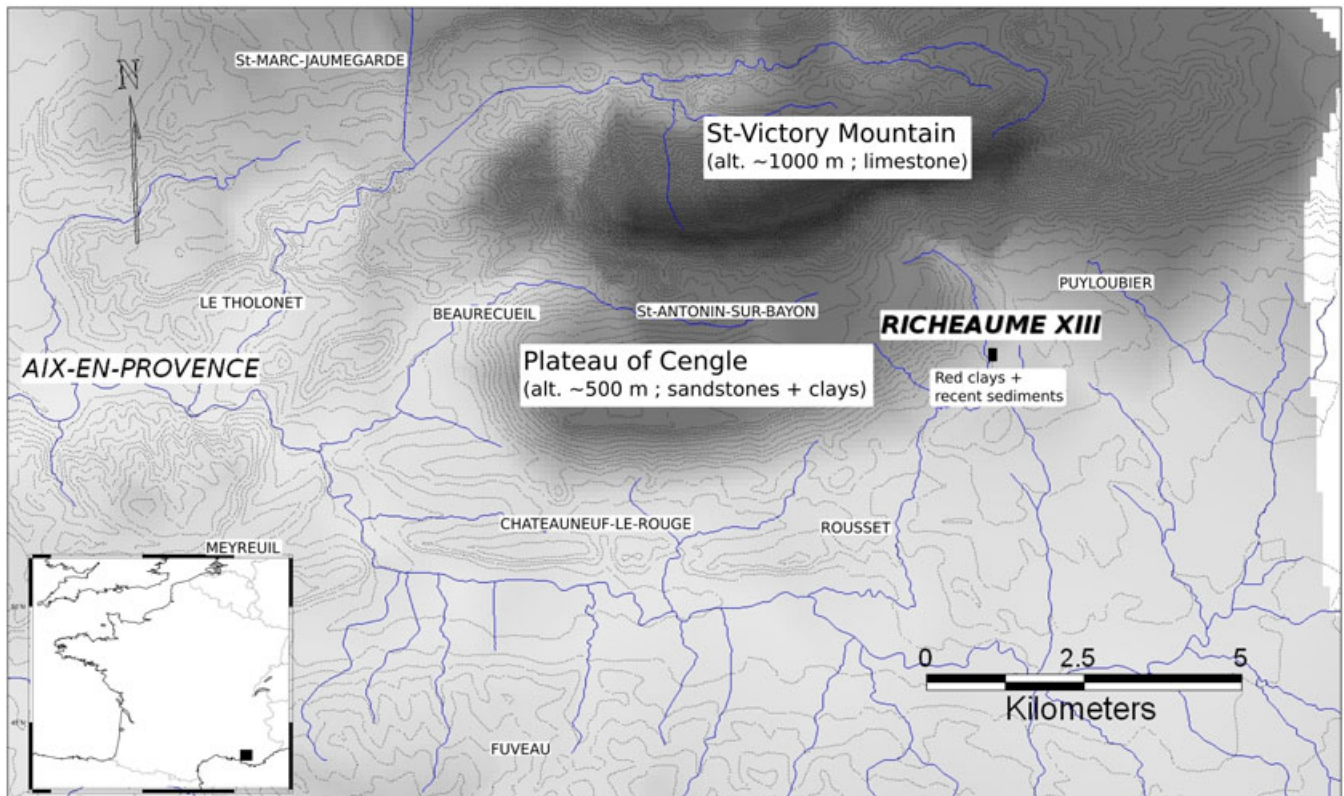 St-MARC-JAUMEGARDE
N
St-Victory Mountain
(alt. ~1000 m ; limestone)
PUYLOUBIER
LE THOLONET
BEAURECUEIL
St-ANTONIN-SUR-BAYON
RICHEAUME XIII
Plateau of Cengle
(alt. ~500 m ; sandstones + clays)
AIX-EN-PROVENCE
Red clays +
recent sediments
CHATEAUNEUF-LE-ROUGE
ROUSSET
MEYREUIL
0 2.5 5
Kilometers
FUVEAU